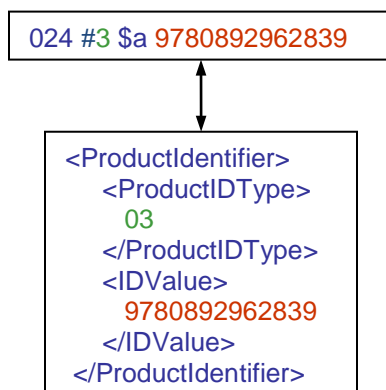 024 #3 $a 9780892962839
<ProductIdentifier>
<ProductIDType>
03
</ProductIDType>
<IDValue>
9780892962839
</IDValue>
</ProductIdentifier>